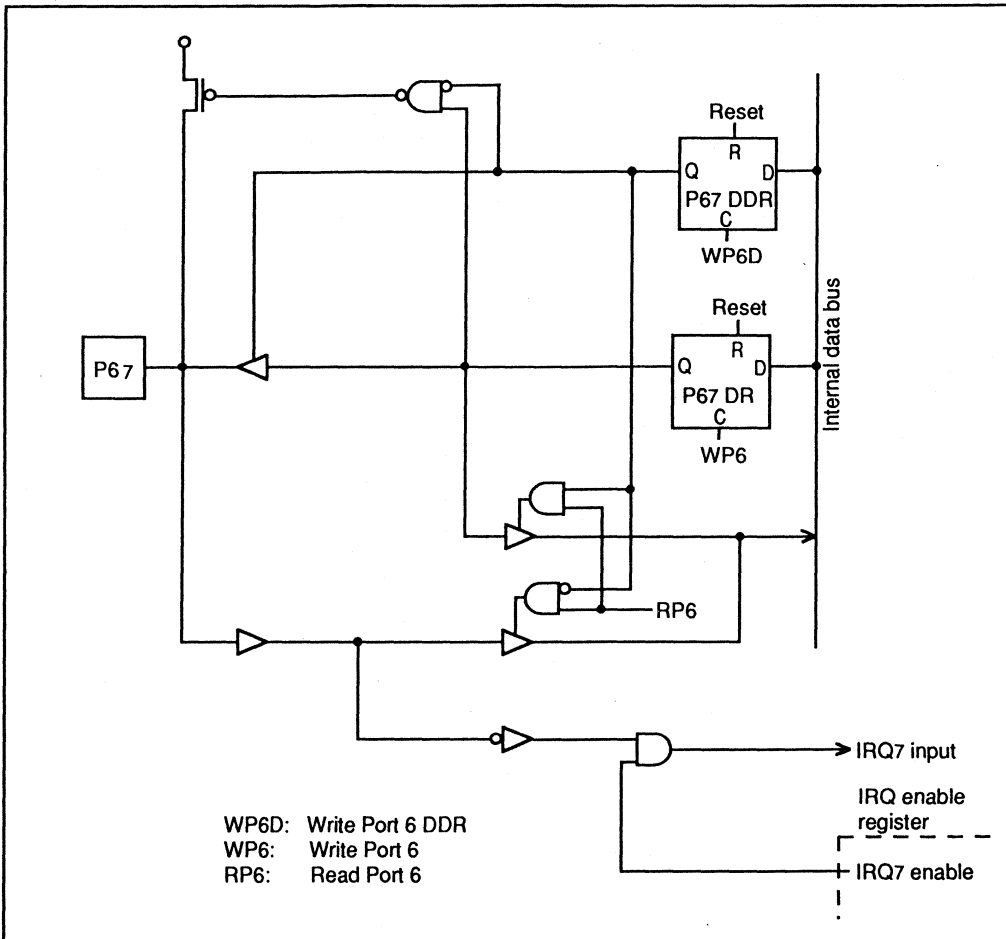 Reset
R
Q D
P67 DDR
C
WP6D
Reset
R
Q D
P67 DR
C
WP6
P67
Internal data bus
RP6
IRQ7 input
IRQ enable
register
IRQ7 enable
WP6D: Write Port 6 DDR
WP6: Write Port 6
RP6: Read Port 6